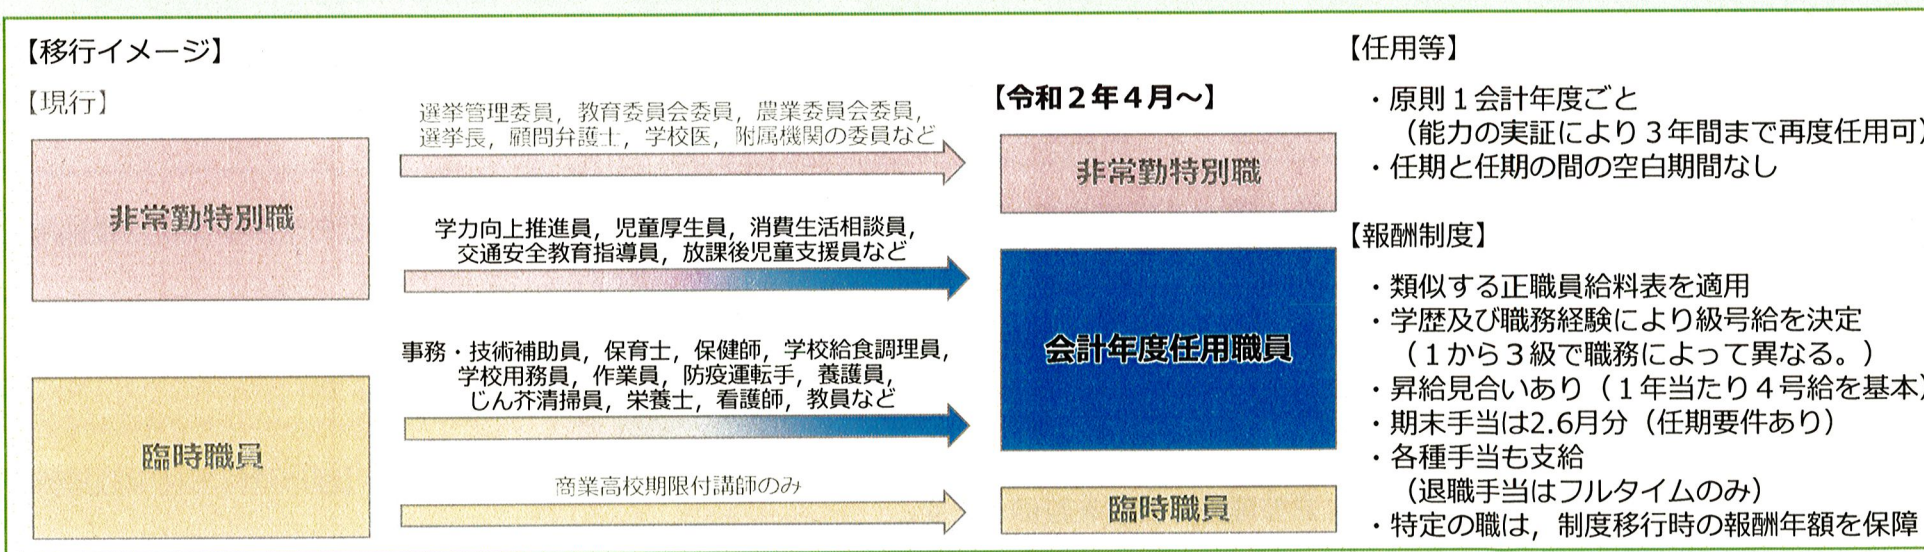 【移行イメージ】
【現行】
非常勤特別職
臨時職員
選挙管理委員，教育委員会委員，農業委員会委員，
選挙長，顧問弁護士，学校医，附属機関の委員など
学力向上推進員，児童厚生員，消費生活相談員，
交通安全教育指導員，放課後児童支援員など
事務・技術補助員，保育士，保健師，学校給食調理員，
学校用務員，作業員，防疫運転手，養護員，
じん芥清掃員，栄養士，看護師，教員など
商業高校期限付講師のみ
【令和２年４月～】
非常勤特別職
会計年度任用職員
臨時職員
【任用等】
・原則１会計年度ごと
（能力の実証により３年間まで再度任用可）
・任期と任期の間の空白期間なし
【報酬制度】
・類似する正職員給料表を適用
・学歴及び職務経験により級号給を決定
（１から３級で職務によって異なる。）
・昇給見合いあり（１年当たり４号給を基本）
・期末手当は2.6月分（任期要件あり）
・各種手当も支給
（退職手当はフルタイムのみ）
・特定の職は，制度移行時の報酬年額を保障